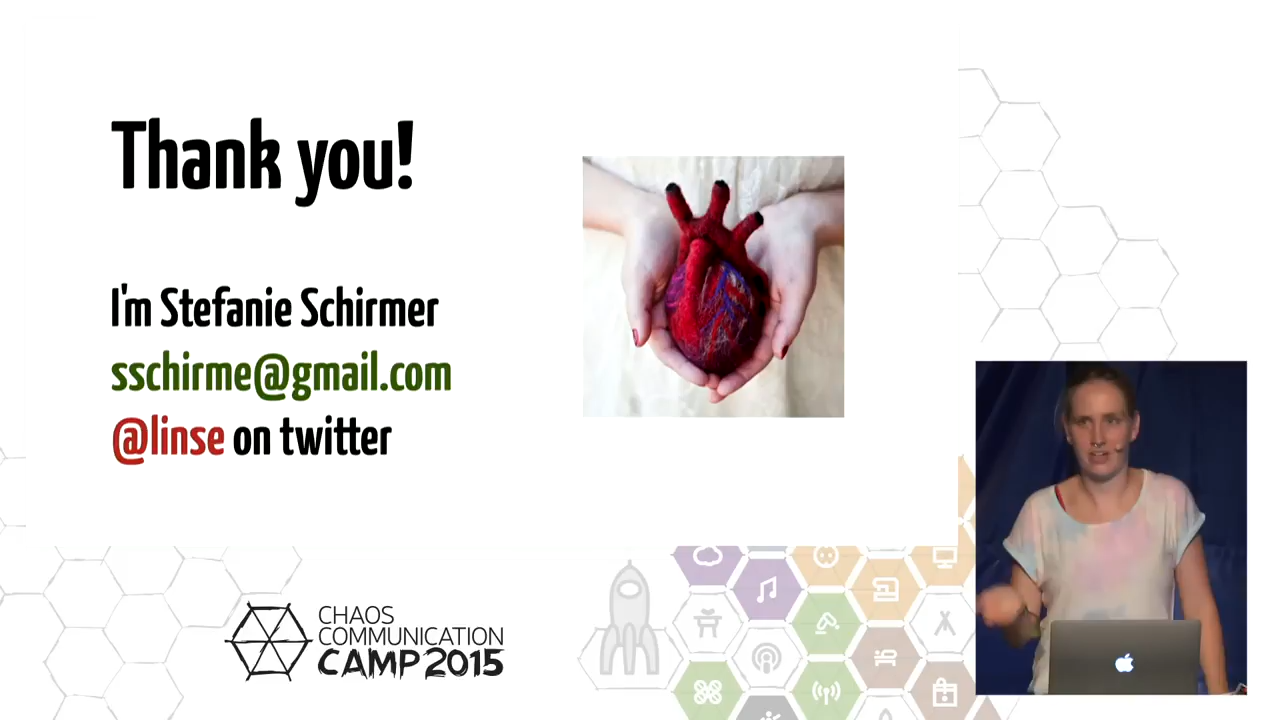 Thank you!
I'm Stefanie Schirmer
sschirme@gmail.com
@linse on twitter
CHAOS
COMMUNICATION
CAMP 2015